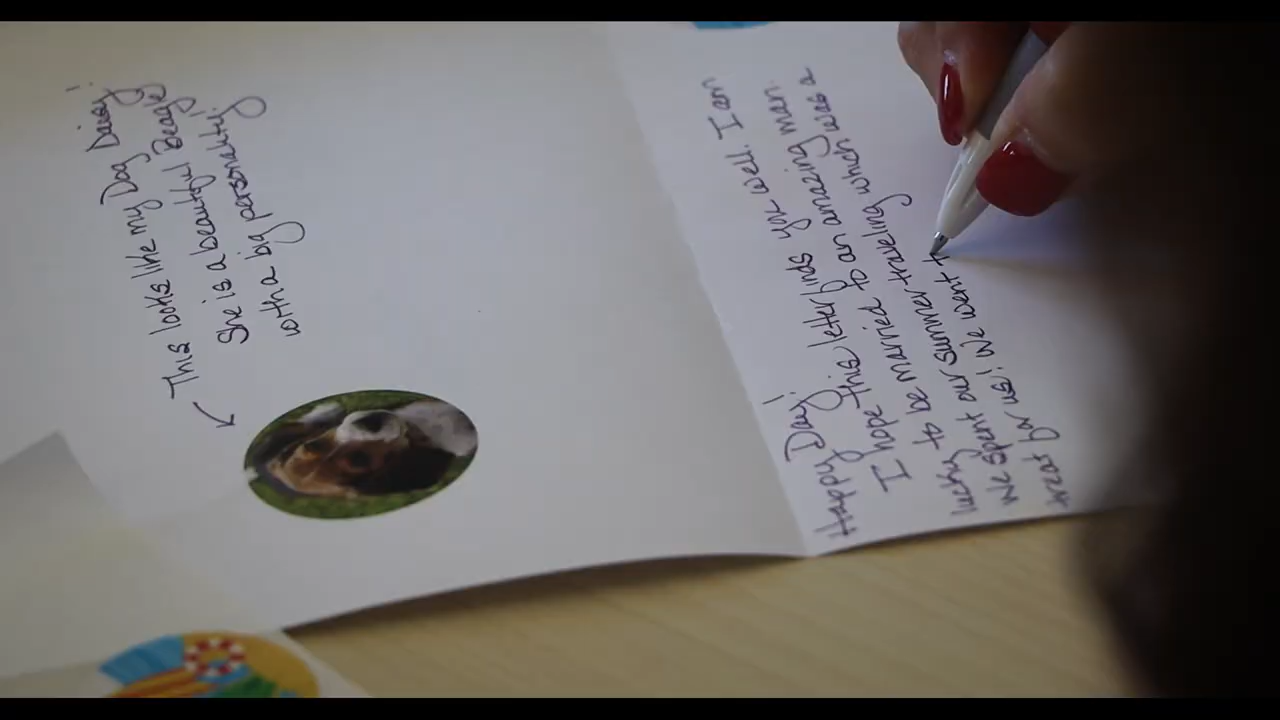 This looks like my Dog Daisy!
She is a beautiful Beagle
with a big personality!
Happy Day!
I hope this letter finds you well. I am
lucky to be married to an amazing man.
We spent our summer traveling which was a
treat for us! We went t